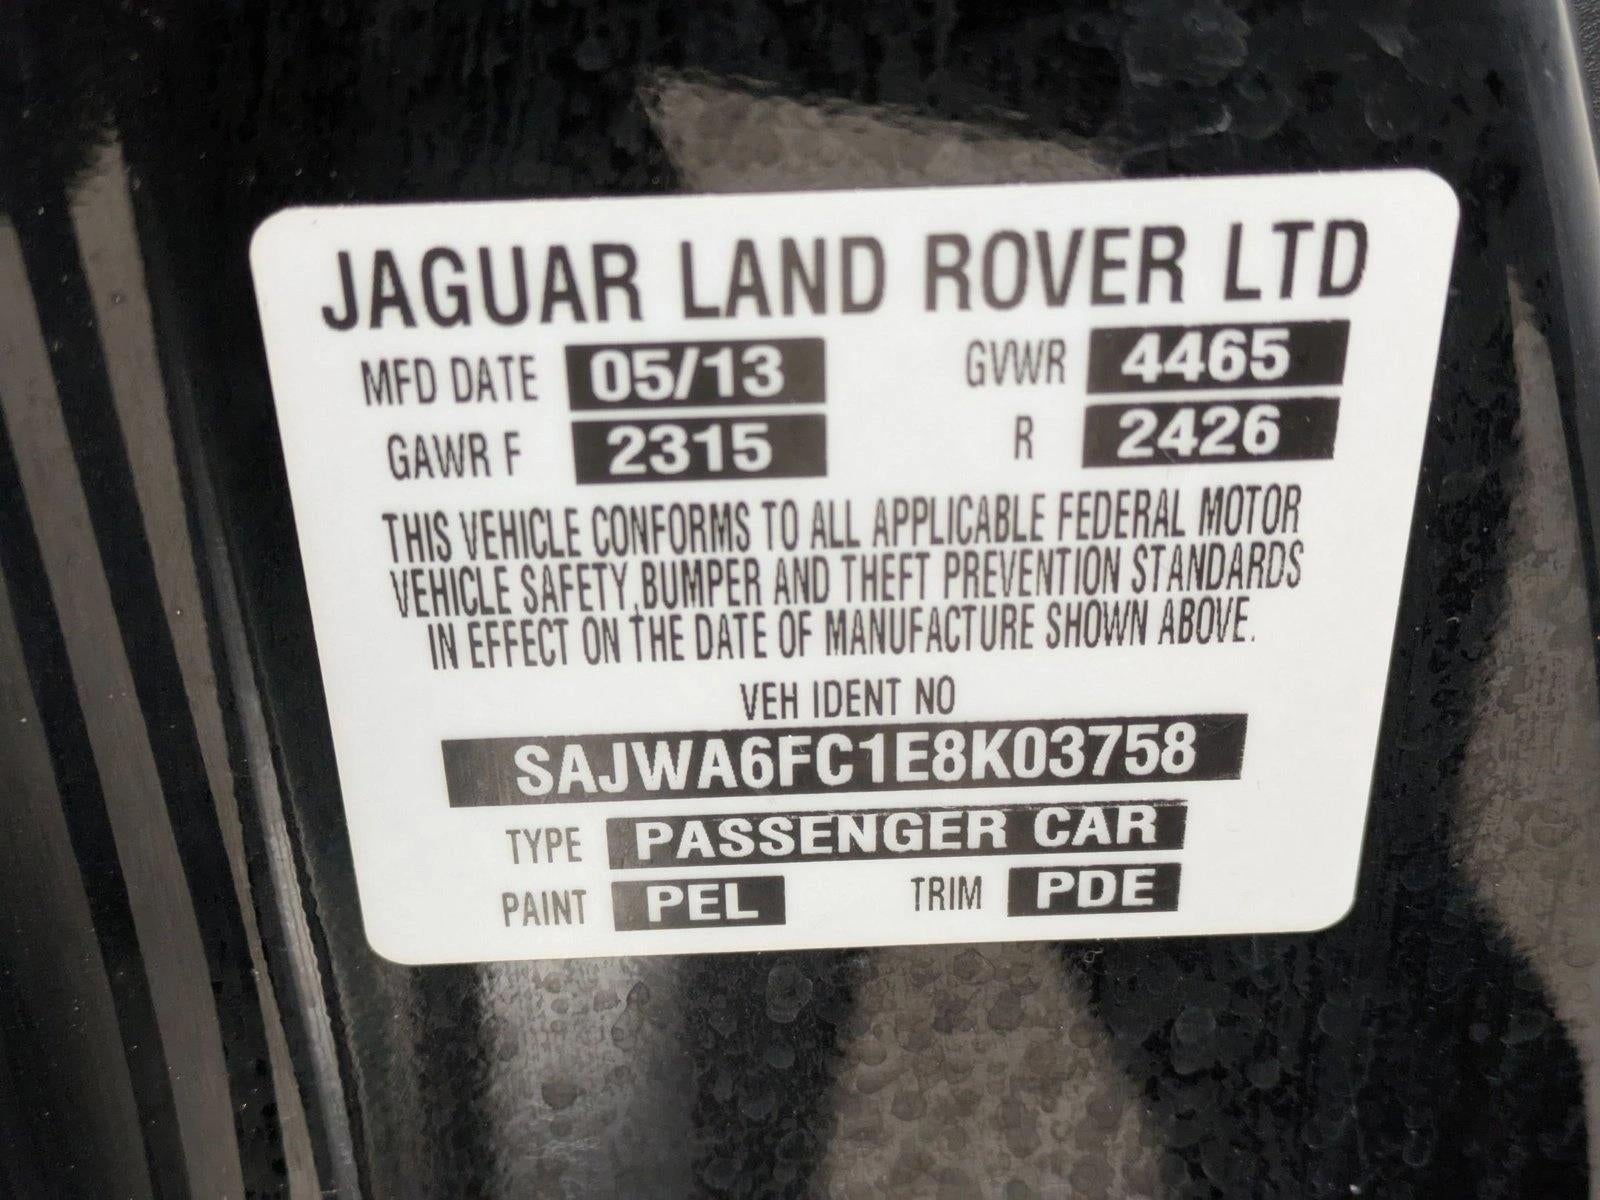 JAGUAR LAND ROVER LTD
MFD DATE 05/13 GVWR 4465
GAWR F 2315 R 2426
THIS VEHICLE CONFORMS TO ALL APPLICABLE FEDERAL MOTOR
VEHICLE SAFETY,BUMPER AND THEFT PREVENTION STANDARDS
IN EFFECT ON THE DATE OF MANUFACTURE SHOWN ABOVE.
VEH IDENT NO
SAJWA6FC1E8K03758
TYPE PASSENGER CAR
PAINT PEL TRIM PDE